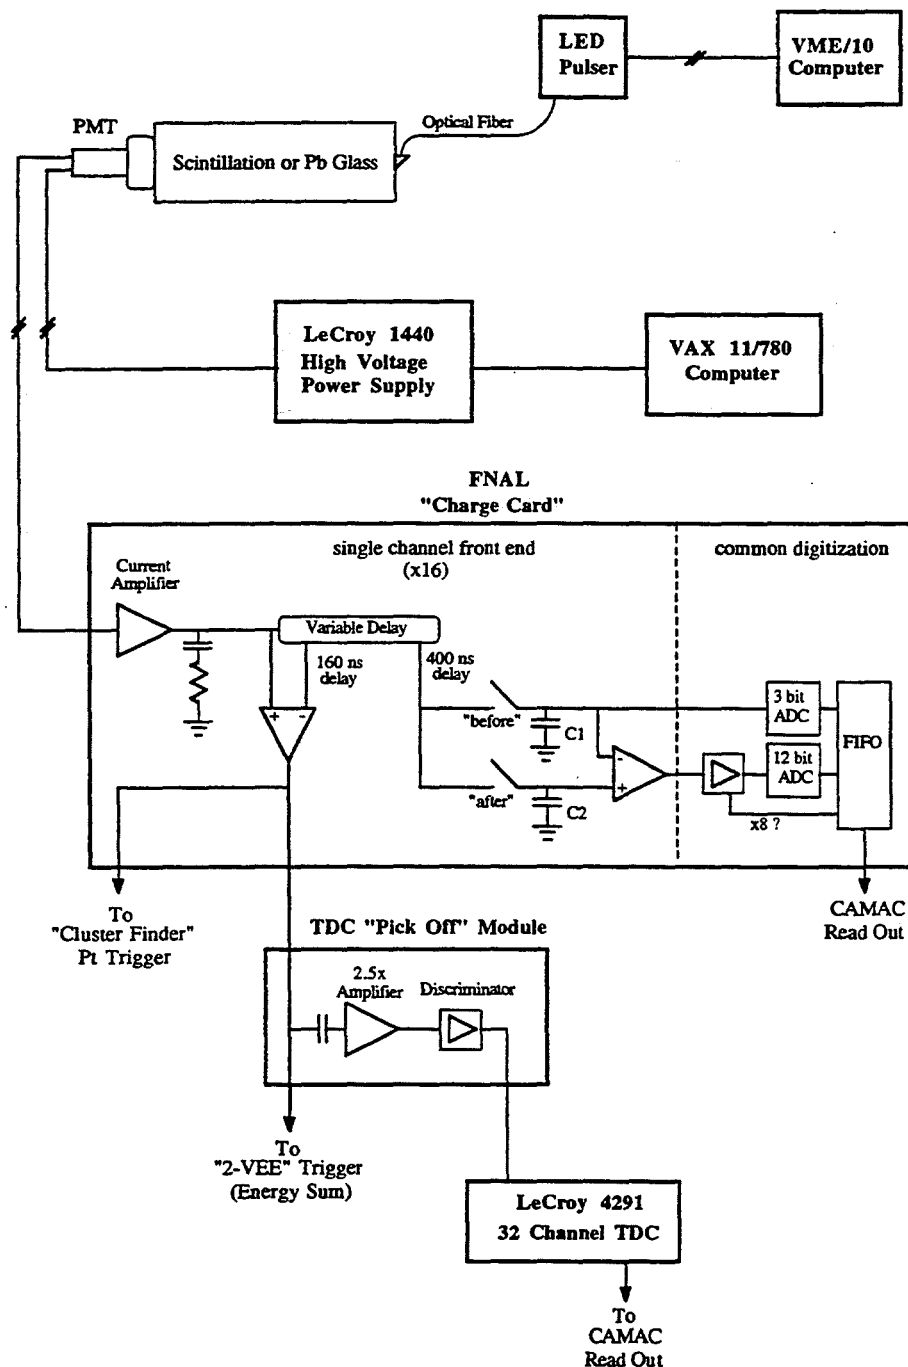 LED
Pulser
VME/10
Computer
PMT
Optical Fiber
Scintillation or Pb Glass
LeCroy 1440
High Voltage
Power Supply
VAX 11/780
Computer
FNAL
"Charge Card"
single channel front end
(x16)
common digitization
Current
Amplifier
Variable Delay
160 ns
delay
400 ns
delay
+ -
"before"
C1
3 bit
ADC
FIFO
-
+
12 bit
ADC
"after"
C2
x8 ?
To
"Cluster Finder"
Pt Trigger
CAMAC
Read Out
TDC "Pick Off" Module
2.5x
Amplifier
Discriminator
To
"2-VEE" Trigger
(Energy Sum)
LeCroy 4291
32 Channel TDC
To
CAMAC
Read Out